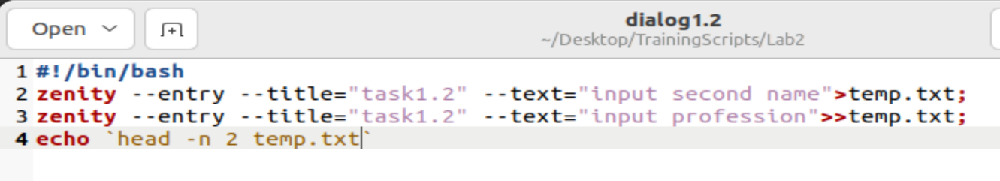 Open
dialog1.2
~/Desktop/TrainingScripts/Lab2
1 #!/bin/bash
2 zenity --entry --title="task1.2" --text="input second name">temp.txt;
3 zenity --entry --title="task1.2" --text="input profession">>temp.txt;
4 echo `head -n 2 temp.txt`